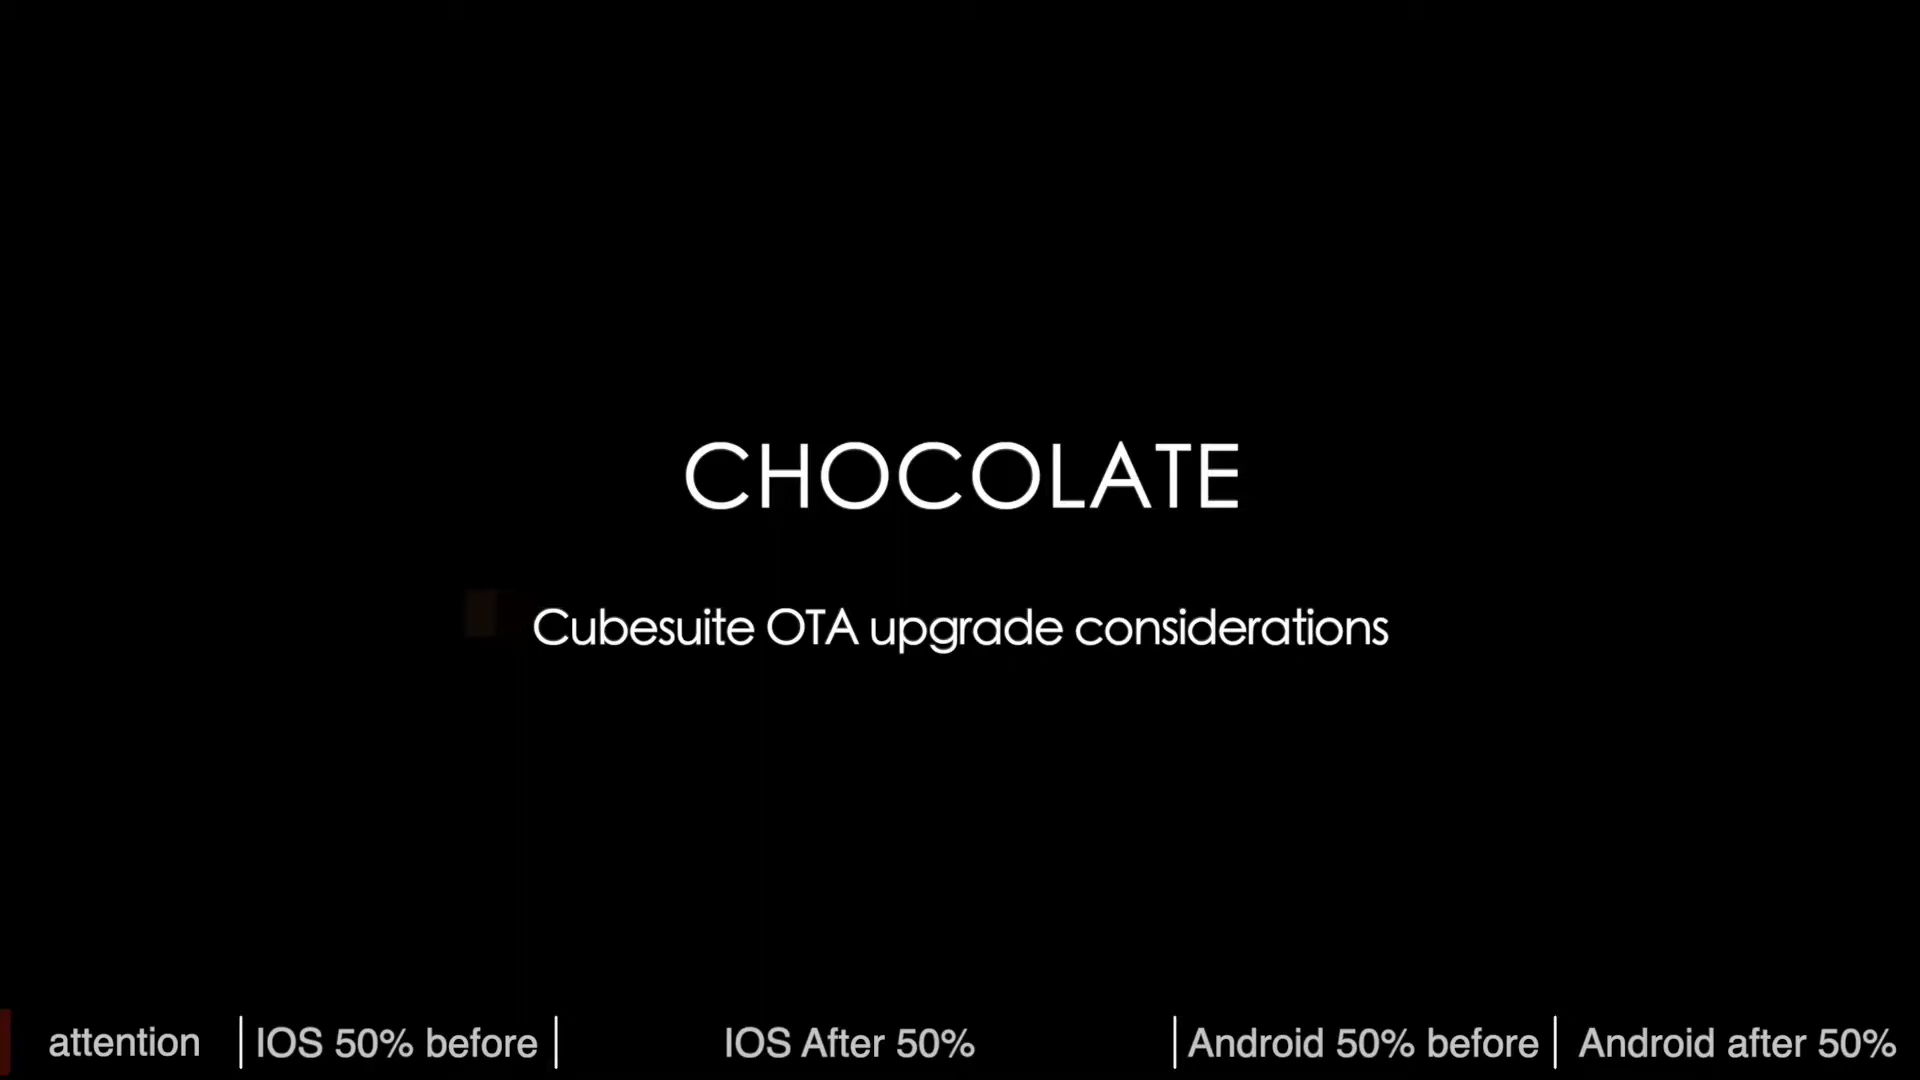 CHOCOLATE
Cubesuite OTA upgrade considerations
attention | IOS 50% before | IOS After 50% | Android 50% before | Android after 50%